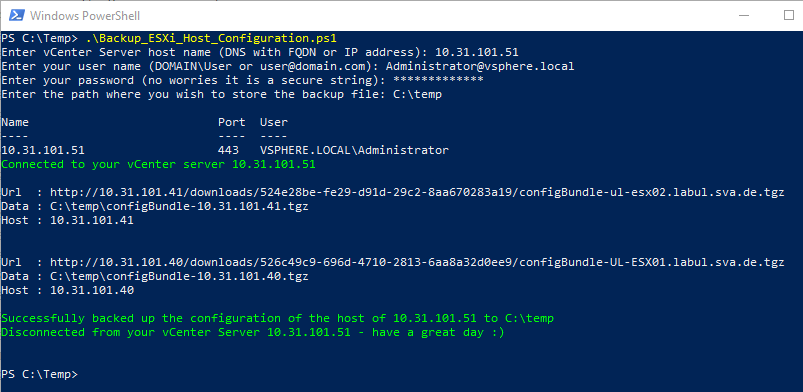 Windows PowerShell
PS C:\Temp> .\Backup_ESXi_Host_Configuration.ps1
Enter vCenter Server host name (DNS with FQDN or IP address): 10.31.101.51
Enter your user name (DOMAIN\User or user@domain.com): Administrator@vsphere.local
Enter your password (no worries it is a secure string): *************
Enter the path where you wish to store the backup file: C:\temp
Name Port User
---- ---- ----
10.31.101.51 443 VSPHERE.LOCAL\Administrator
Connected to your vCenter server 10.31.101.51
Url : http://10.31.101.41/downloads/524e28be-fe29-d91d-29c2-8aa670283a19/configBundle-ul-esx02.labul.sva.de.tgz
Data : C:\temp\configBundle-10.31.101.41.tgz
Host : 10.31.101.41
Url : http://10.31.101.40/downloads/526c49c9-696d-4710-2813-6aa8a32d0ee9/configBundle-UL-ESX01.labul.sva.de.tgz
Data : C:\temp\configBundle-10.31.101.40.tgz
Host : 10.31.101.40
Successfully backed up the configuration of the host of 10.31.101.51 to C:\temp
Disconnected from your vCenter Server 10.31.101.51 - have a great day :)
PS C:\Temp>